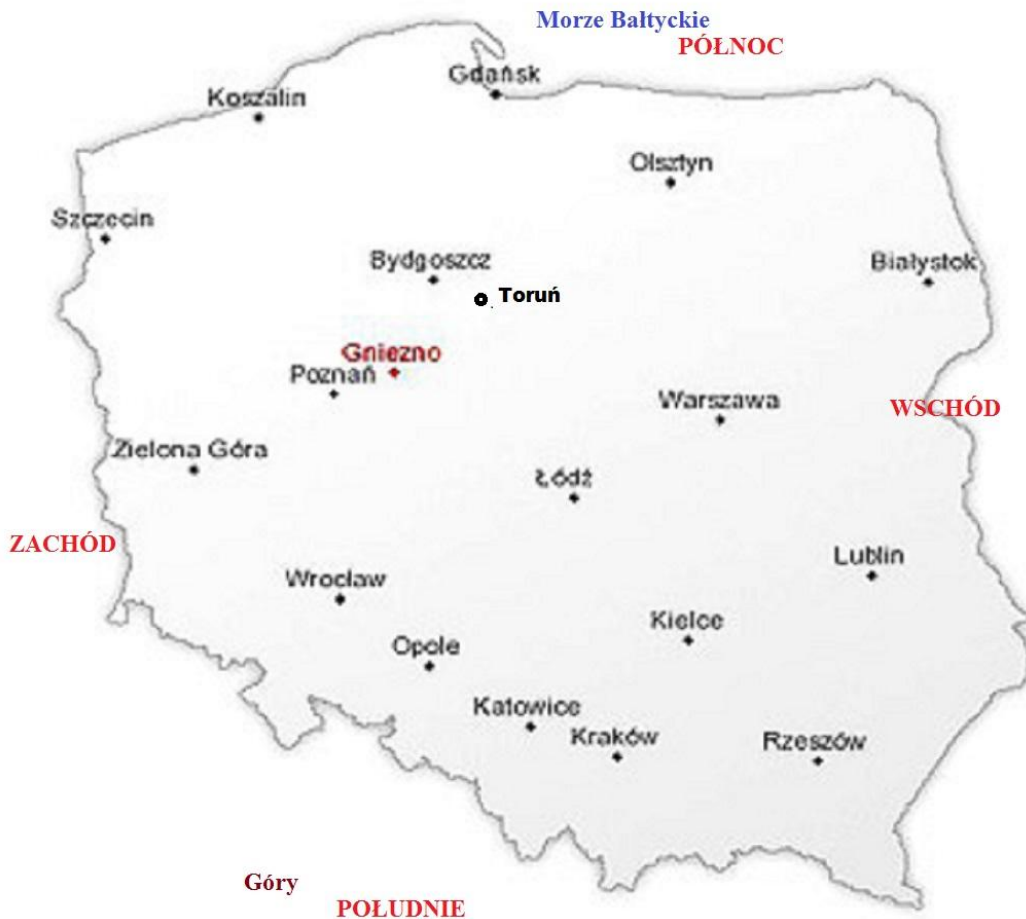 Morze Bałtyckie
PÓŁNOC
Gdańsk
Koszalin
Olsztyn
Szczecin
Bydgoszcz
Białystok
Toruń
Gniezno
Poznań
Warszawa
WSCHÓD
Zielona Góra
Łódź
ZACHÓD
Lublin
Wrocław
Kielce
Opole
Katowice
Kraków
Rzeszów
Góry
POŁUDNIE